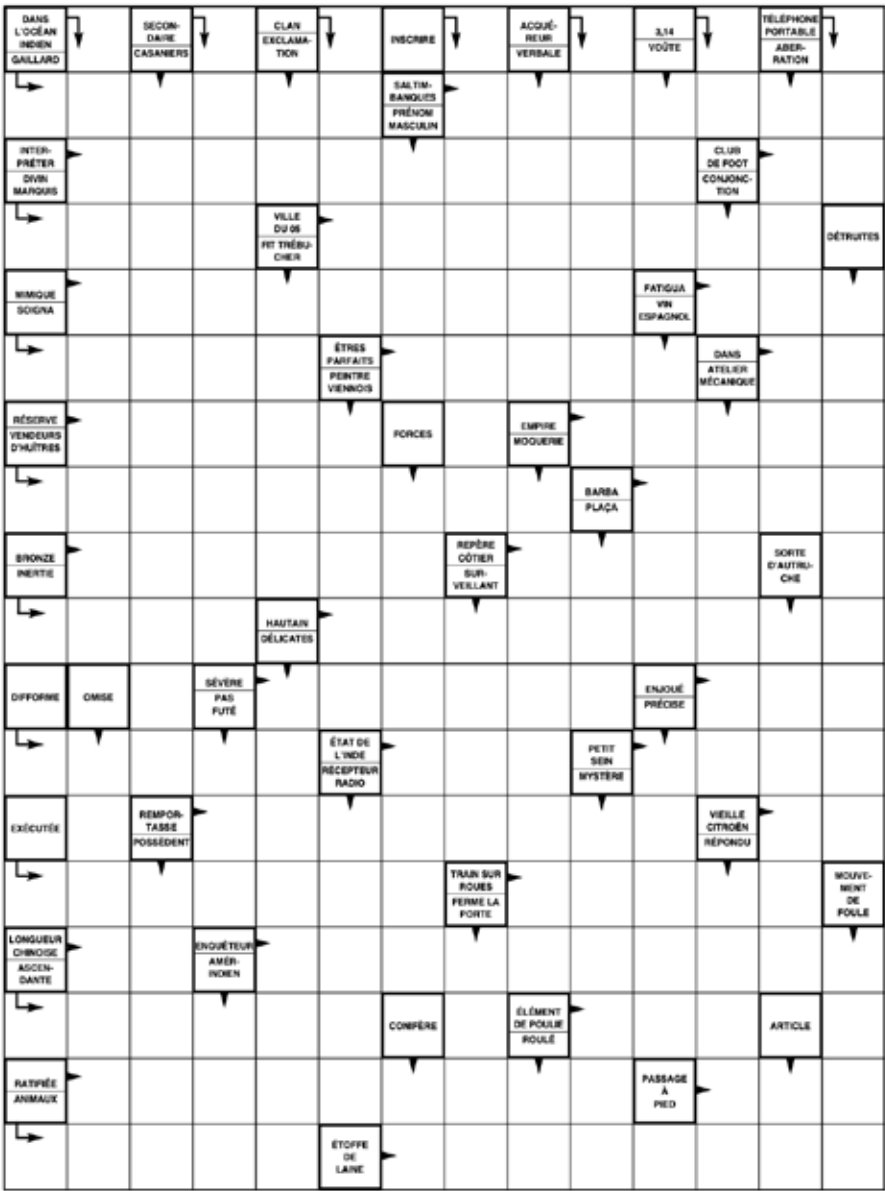 DANS
L'OCÉAN
INDIEN
GAILLARD
SECON-
DAIRE
CASANIERS
CLAN
EXCLAMA-
TION
INSCRIRE
ACQUÉ-
REUR
VERBALE
3,14
VOÛTE
TÉLÉPHONE
PORTABLE
ABER-
RATION
SALTIM-
BANQUES
PRÉNOM
MASCULIN
INTER-
PRÉTER
DIVIN
MARQUIS
CLUB
DE FOOT
CONJONC-
TION
VILLE
DU 06
FIT TRÉBU-
CHER
DÉTRUITES
MIMIQUE
SOIGNA
FATIGUA
VIN
ESPAGNOL
ÊTRES
PARFAITS
PEINTRE
VIENNOIS
DANS
ATELIER
MÉCANIQUE
RÉSERVE
VENDEURS
D'HUÎTRES
FORCES
EMPIRE
MOQUERIE
BARBA
PLAÇA
BRONZE
INERTIE
REPÈRE
CÔTIER
SUR-
VEILLANT
SORTE
D'AUTRU-
CHE
HAUTAIN
DÉLICATES
DIFFORME
OMISE
SÉVÈRE
PAS
FUTÉ
ENJOUÉ
PRÉCISE
ÉTAT DE
L'INDE
RÉCEPTEUR
RADIO
PETIT
SEIN
MYSTÈRE
EXÉCUTÉE
REMPOR-
TASSE
POSSÈDENT
VIEILLE
CITROËN
RÉPONDU
TRAIN SUR
ROUES
FERME LA
PORTE
MOUVE-
MENT
DE
FOULE
LONGUEUR
CHINOISE
ASCEN-
DANTE
ENQUÊTEUR
AMÉR-
INDIEN
CONIFÈRE
ÉLÉMENT
DE POULIE
ROULÉ
ARTICLE
RATIFIÉE
ANIMAUX
PASSAGE
À
PIED
ÉTOFFE
DE
LAINE